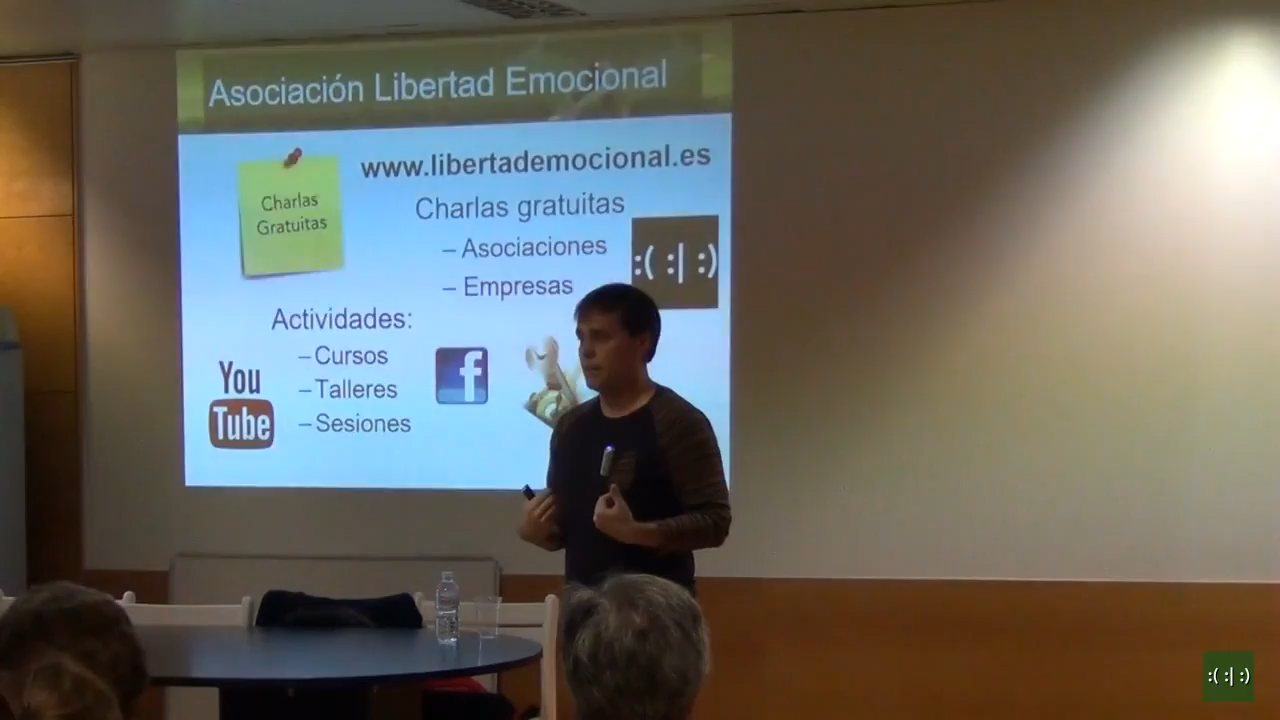 Asociación Libertad Emocional
www.libertademocional.es
Charlas
Gratuitas
Charlas gratuitas
– Asociaciones
– Empresas
:( :| :)
Actividades:
– Cursos
– Talleres
– Sesiones
You
Tube
f
:( :| :)